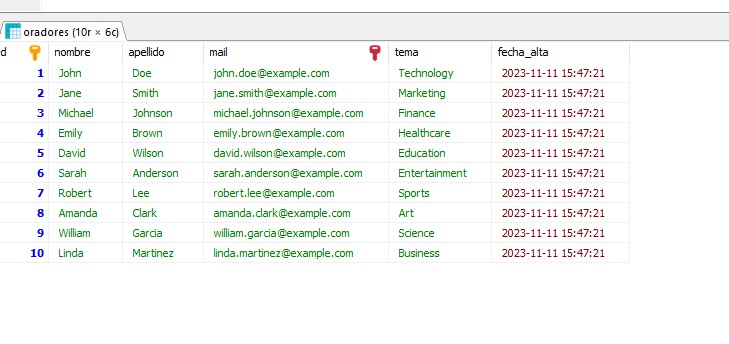 oradores (10r × 6c)
d nombre apellido mail tema fecha_alta
1 John Doe john.doe@example.com Technology 2023-11-11 15:47:21
2 Jane Smith jane.smith@example.com Marketing 2023-11-11 15:47:21
3 Michael Johnson michael.johnson@example.com Finance 2023-11-11 15:47:21
4 Emily Brown emily.brown@example.com Healthcare 2023-11-11 15:47:21
5 David Wilson david.wilson@example.com Education 2023-11-11 15:47:21
6 Sarah Anderson sarah.anderson@example.com Entertainment 2023-11-11 15:47:21
7 Robert Lee robert.lee@example.com Sports 2023-11-11 15:47:21
8 Amanda Clark amanda.clark@example.com Art 2023-11-11 15:47:21
9 William Garcia william.garcia@example.com Science 2023-11-11 15:47:21
10 Linda Martinez linda.martinez@example.com Business 2023-11-11 15:47:21